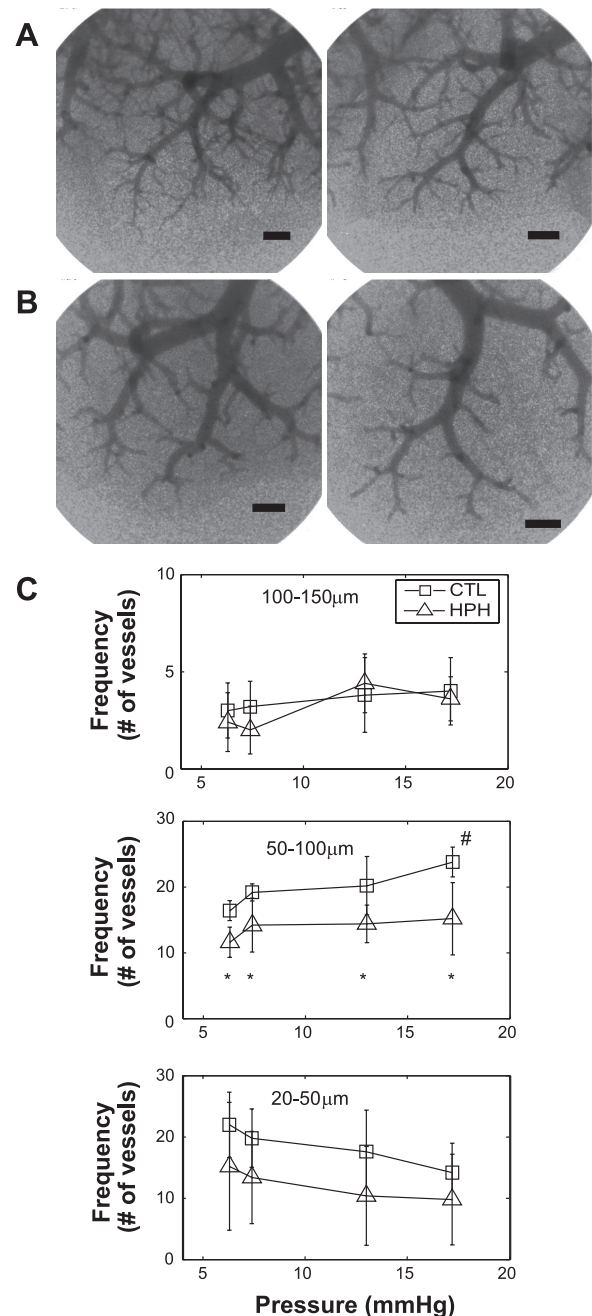 A
B
C
10
5
0
5
10
15
20
100-150μm
CTL
HPH
Frequency
(# of vessels)
30
20
10
0
5
10
15
20
50-100μm
#
* * * *
Frequency
(# of vessels)
30
20
10
0
5
10
15
20
20-50μm
Frequency
(# of vessels)
Pressure (mmHg)